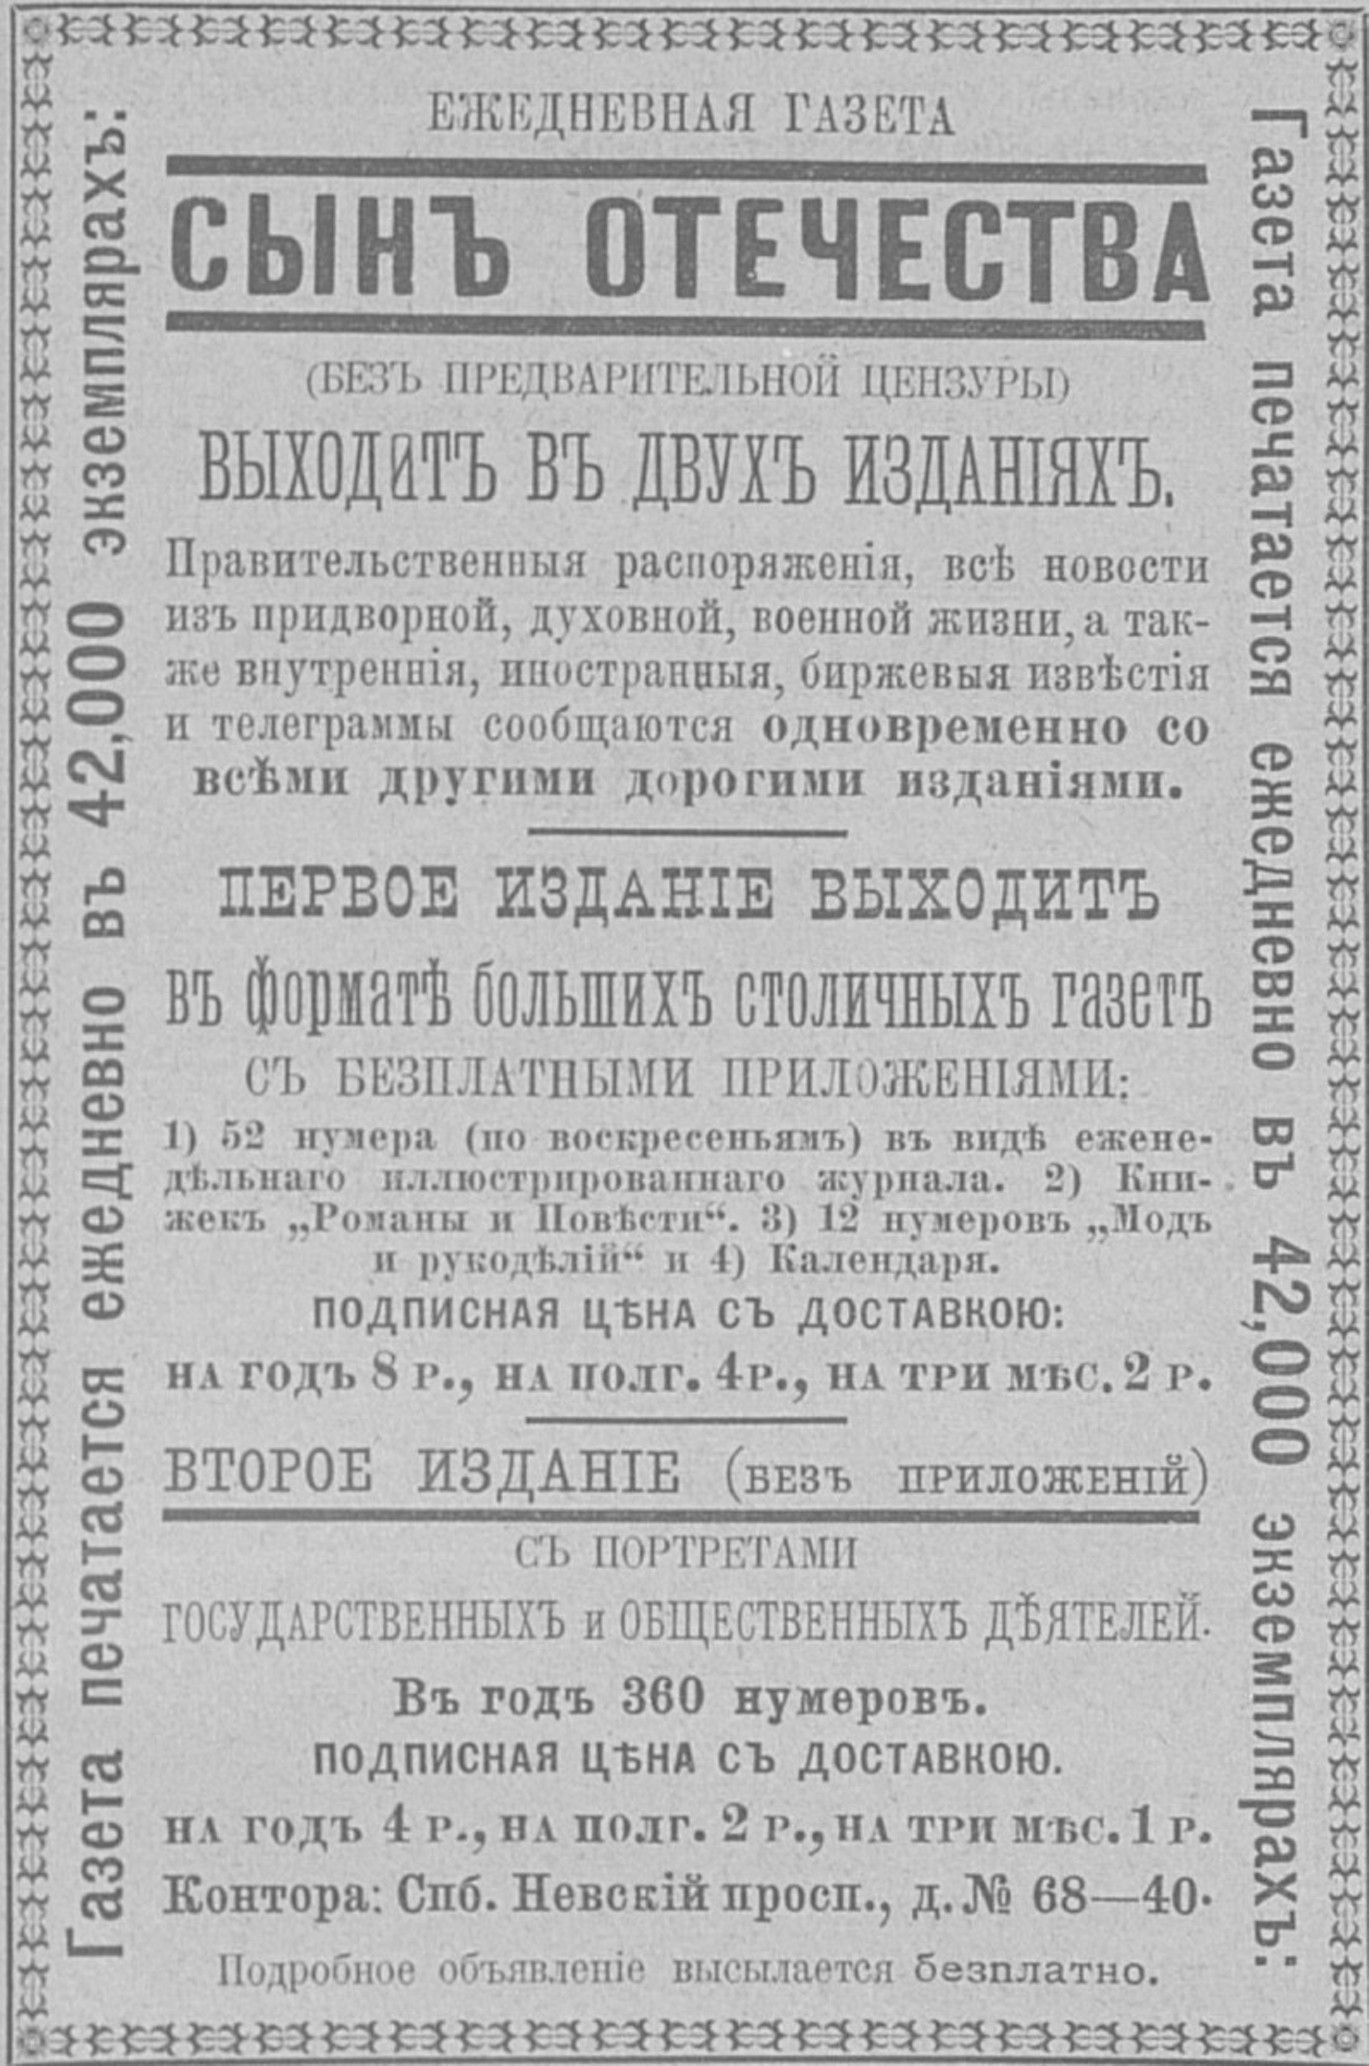 Газета печатается ежедневно въ 42,000 экземплярахъ:
ЕЖЕДНЕВНАЯ ГАЗЕТА
СЫНЪ ОТЕЧЕСТВА
(БЕЗЪ ПРЕДВАРИТЕЛЬНОЙ ЦЕНЗУРЫ)
ВЫХОДИТЪ ВЪ ДВУХЪ ИЗДАНІЯХЪ.
Правительственныя распоряженія, всѣ новости
изъ придворной, духовной, военной жизни, а так-
же внутреннія, иностранныя, биржевыя извѣстія
и телеграммы сообщаются одновременно со
всѣми другими дорогими изданіями.
ПЕРВОЕ ИЗДАНІЕ ВЫХОДИТЪ
въ форматѣ большихъ столичныхъ газетъ
СЪ БЕЗПЛАТНЫМИ ПРИЛОЖЕНІЯМИ:
1) 52 нумера (по воскресеньямъ) въ видѣ ежене-
дѣльнаго иллюстрированнаго журнала. 2) Кни-
жекъ „Романы и Повѣсти“. 3) 12 нумеровъ „Модъ
и рукодѣлій“ и 4) Календаря.
ПОДПИСНАЯ ЦѢНА СЪ ДОСТАВКОЮ:
НА ГОДЪ 8 Р., НА ПОЛГ. 4 Р., НА ТРИ МѢС. 2 Р.
ВТОРОЕ ИЗДАНІЕ (БЕЗЪ ПРИЛОЖЕНІЙ)
СЪ ПОРТРЕТАМИ
ГОСУДАРСТВЕННЫХЪ и ОБЩЕСТВЕННЫХЪ ДѢЯТЕЛЕЙ.
Въ годъ 360 нумеровъ.
ПОДПИСНАЯ ЦѢНА СЪ ДОСТАВКОЮ.
НА ГОДЪ 4 Р., НА ПОЛГ. 2 Р., НА ТРИ МѢС. 1 Р.
Контора: Спб. Невскій просп., д. № 68—40.
Подробное объявленіе высылается безплатно.
Газета печатается ежедневно въ 42,000 экземплярахъ: